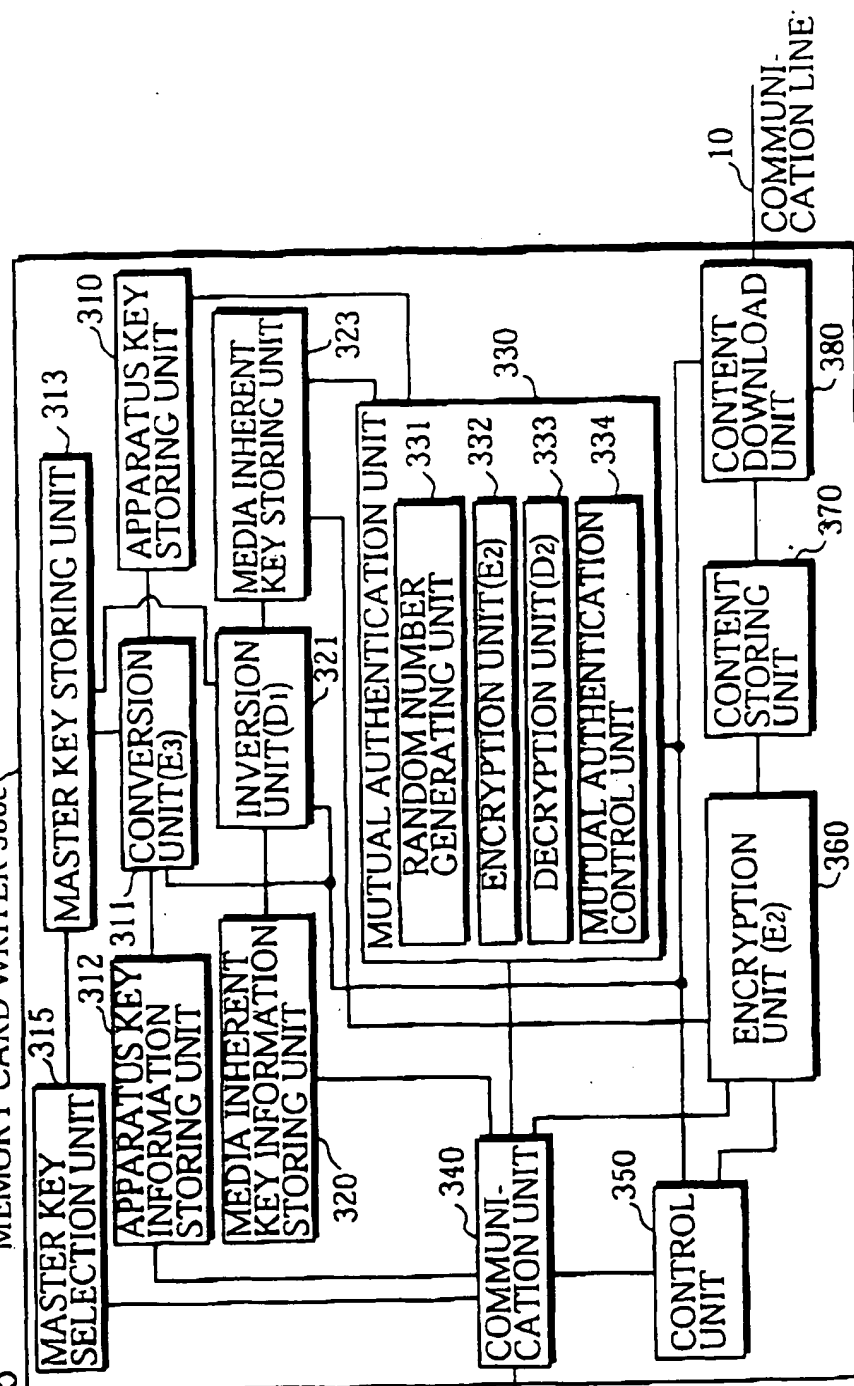 MEMORY CARD WRITER
315
MASTER KEY
SELECTION UNIT
MASTER KEY STORING UNIT
313
312
APPARATUS KEY
INFORMATION
STORING UNIT
311
CONVERSION
UNIT(E3)
APPARATUS KEY
STORING UNIT
310
MEDIA INHERENT
KEY INFORMATION
STORING UNIT
320
INVERSION
UNIT(D1)
321
MEDIA INHERENT
KEY STORING UNIT
323
330
MUTUAL AUTHENTICATION UNIT
RANDOM NUMBER
GENERATING UNIT
331
ENCRYPTION UNIT(E2)
332
DECRYPTION UNIT(D2)
333
MUTUAL AUTHENTICATION
CONTROL UNIT
334
340
COMMUNI-
CATION UNIT
350
CONTROL
UNIT
ENCRYPTION
UNIT (E2)
360
370
CONTENT
STORING
UNIT
CONTENT
DOWNLOAD
UNIT
380
10
COMMUNI-
CATION LINE